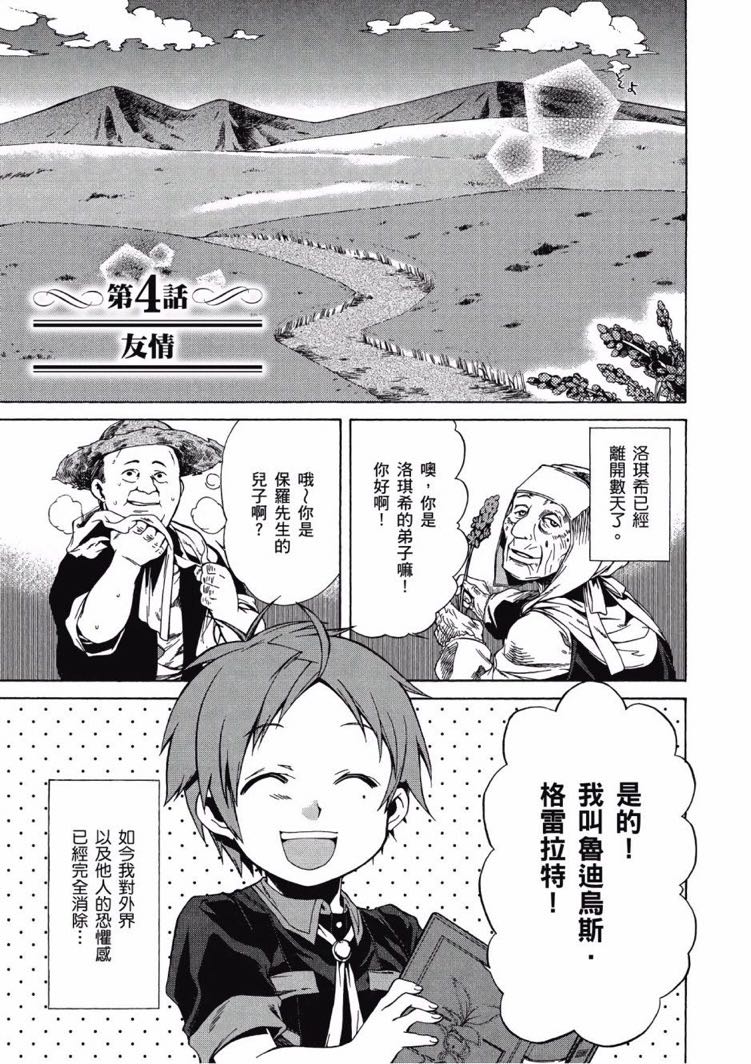 そよ
第4話
友情
洛琪希已經
離開數天了。
噢，你是
洛琪希的弟子嘛！
你好啊！
哦～你是
保羅先生的
兒子啊？
是的！
我叫魯迪烏斯．
格雷拉特！
如今我對外界
以及他人的恐懼感
已經完全消除…